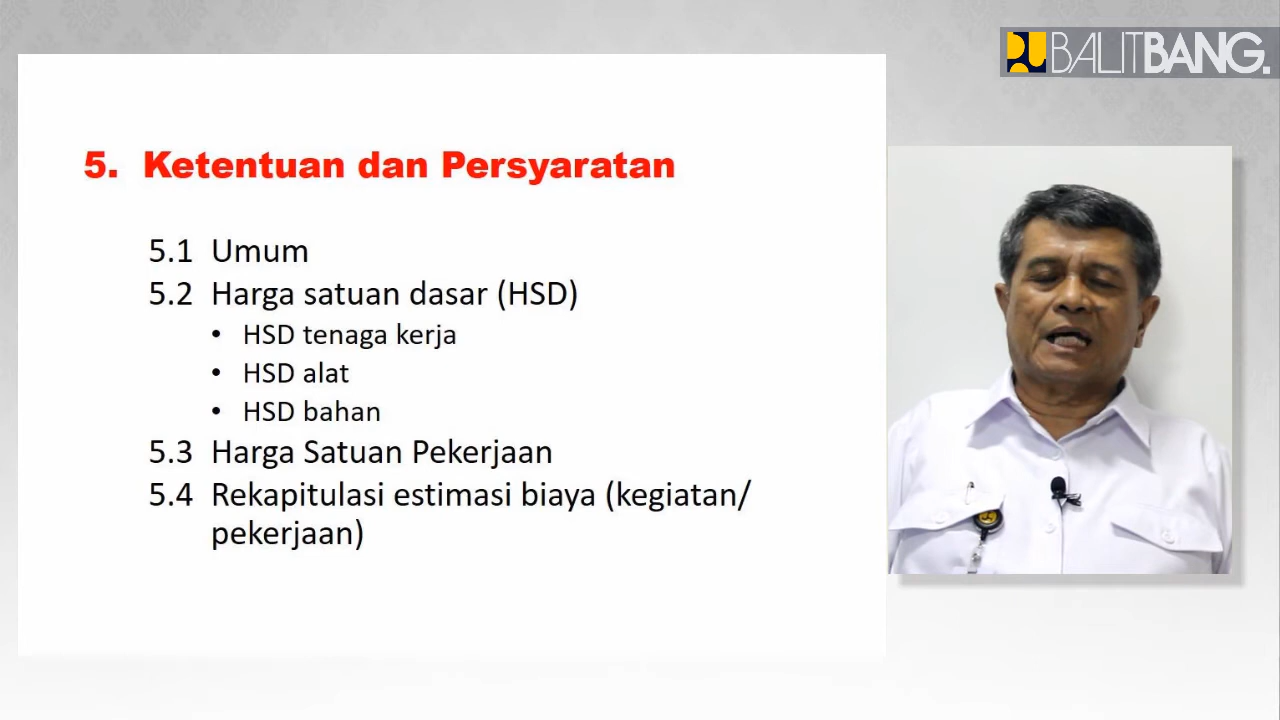 BALITBANG.
5. Ketentuan dan Persyaratan
5.1 Umum
5.2 Harga satuan dasar (HSD)
• HSD tenaga kerja
• HSD alat
• HSD bahan
5.3 Harga Satuan Pekerjaan
5.4 Rekapitulasi estimasi biaya (kegiatan/
pekerjaan)